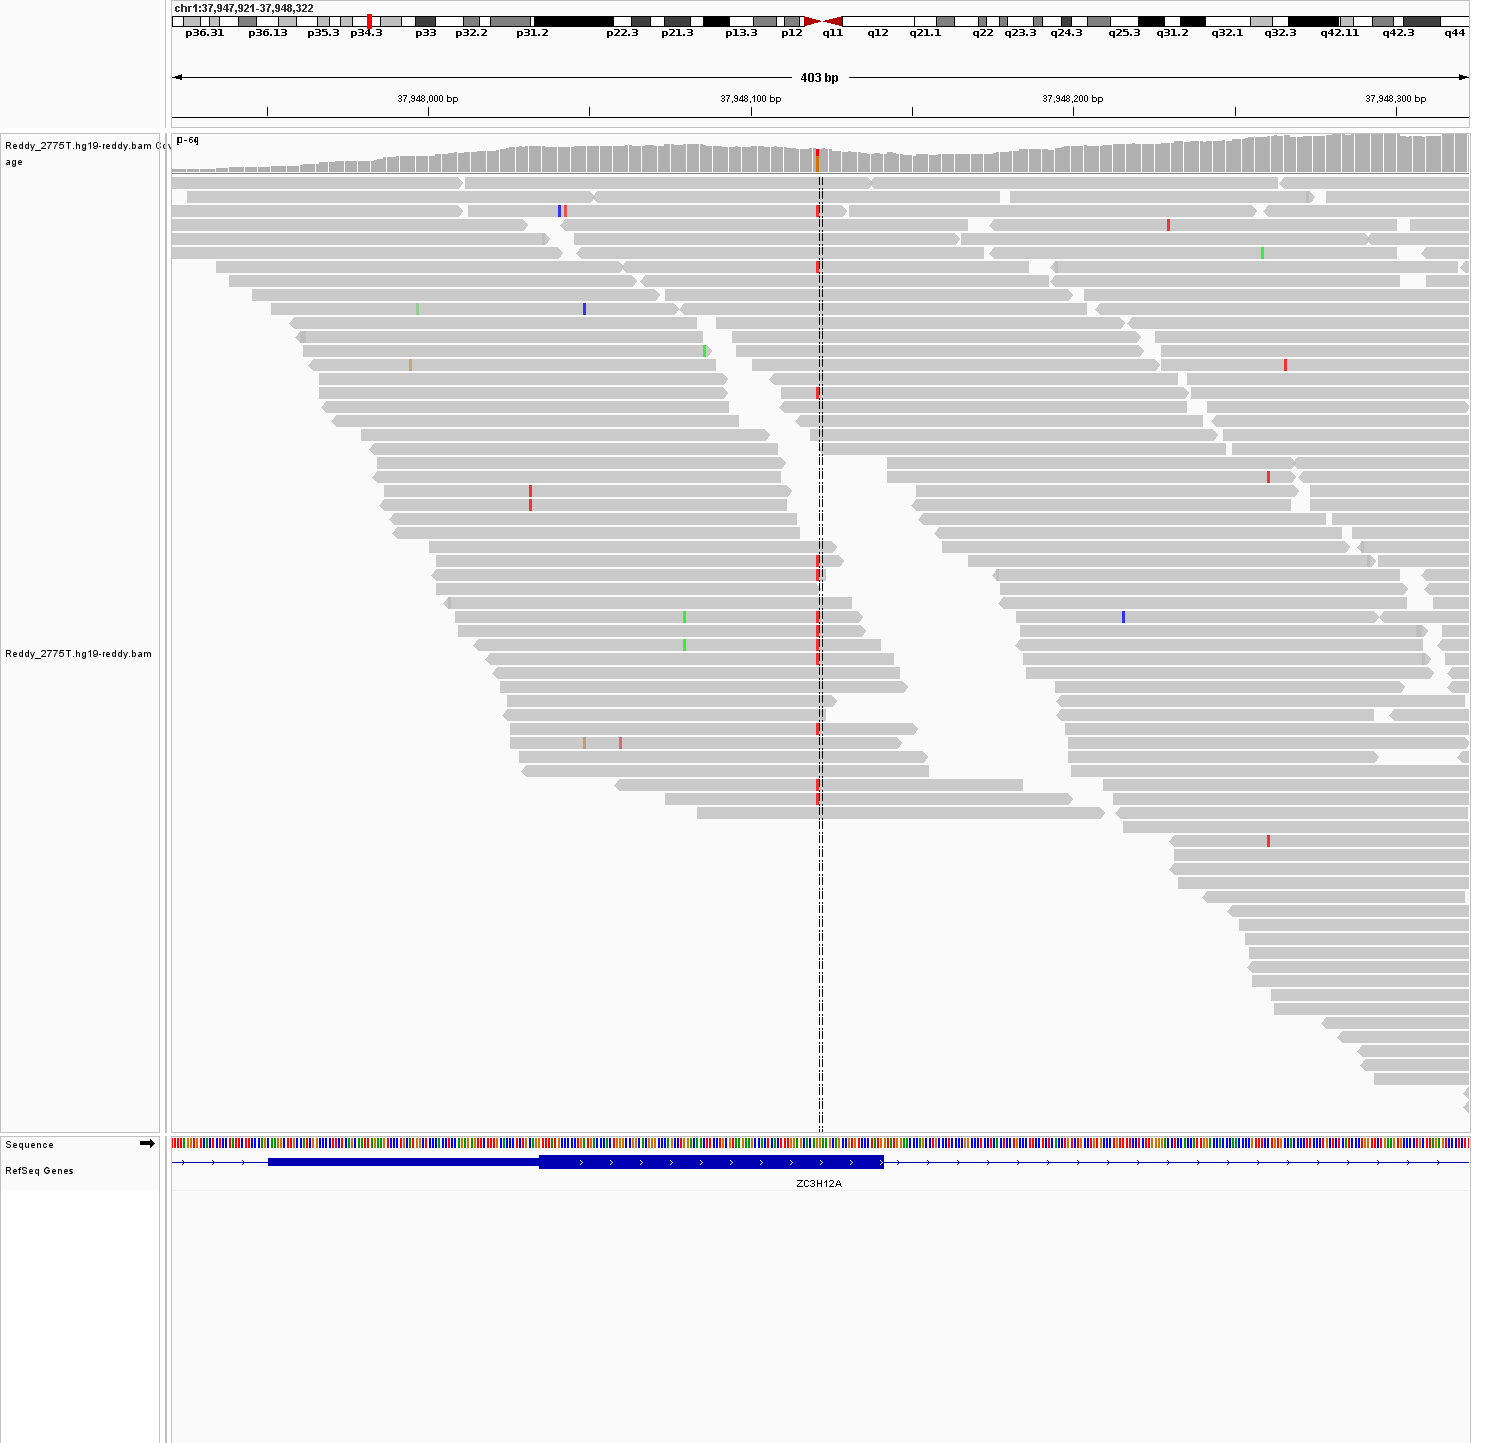 chr1:37,947,921-37,948,322
p36.31 p36.13 p35.3 p34.3 p33 p32.2 p31.2 p22.3 p21.3 p13.3 p12 q11 q12 q21.1 q22 q23.3 q24.3 q25.3 q31.2 q32.1 q32.3 q42.11 q42.3 q44
403 bp
37,948,000 bp 37,948,100 bp 37,948,200 bp 37,948,300 bp
Reddy_2775T.hg19-reddy.bam Cov
age
Reddy_2775T.hg19-reddy.bam
Sequence
RefSeq Genes
ZC3H12A